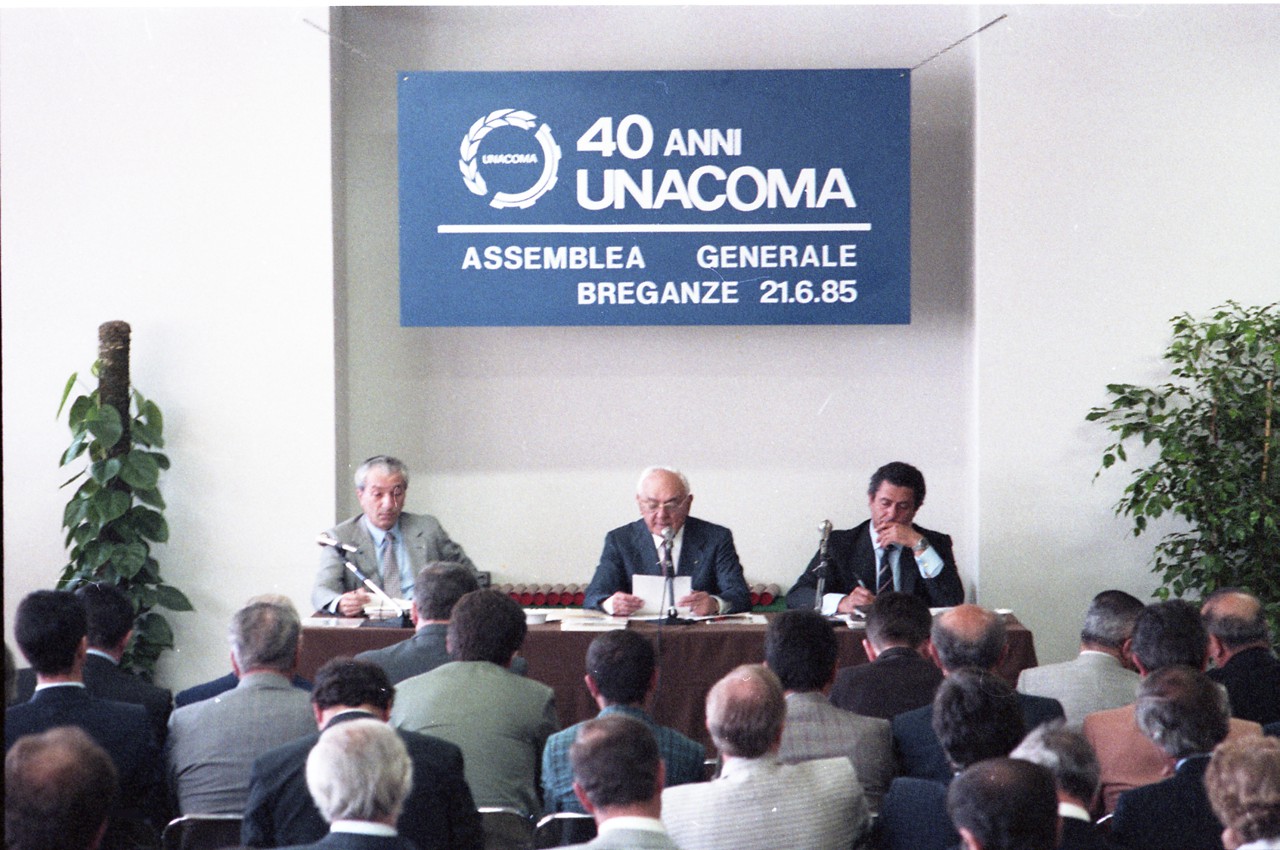 UNACOMA
40 ANNI
UNACOMA
ASSEMBLEA GENERALE
BREGANZE 21.6.85